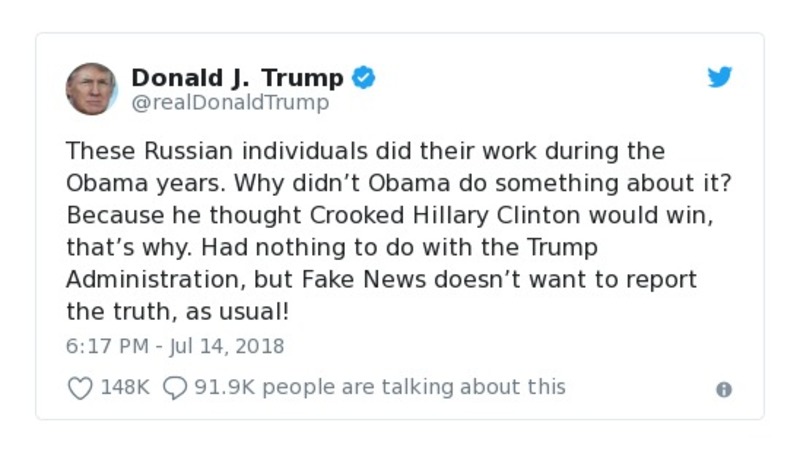 Donald J. Trump
@realDonaldTrump
These Russian individuals did their work during the
Obama years. Why didn’t Obama do something about it?
Because he thought Crooked Hillary Clinton would win,
that’s why. Had nothing to do with the Trump
Administration, but Fake News doesn’t want to report
the truth, as usual!
6:17 PM - Jul 14, 2018
148K 91.9K people are talking about this